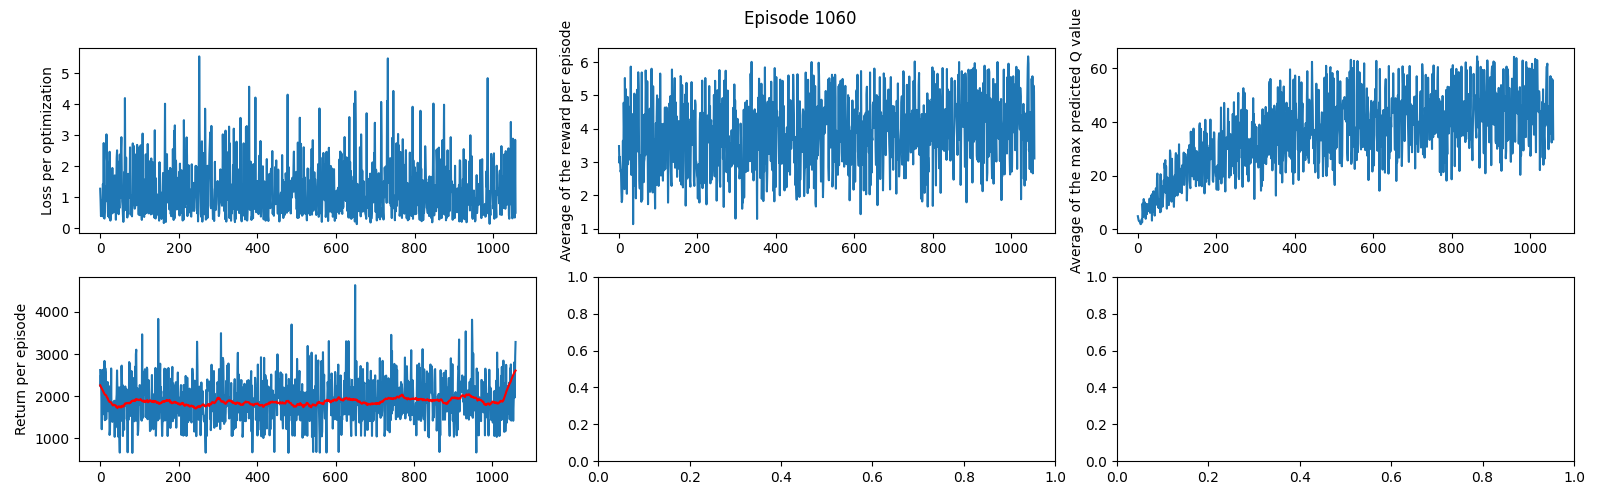 Episode 1060
Loss per optimization
5
4
3
2
1
0
0 200 400 600 800 1000
Average of the reward per episode
6
5
4
3
2
1
0 200 400 600 800 1000
Average of the max predicted Q value
60
40
20
0
0 200 400 600 800 1000
Return per episode
4000
3000
2000
1000
0 200 400 600 800 1000
1.0
0.8
0.6
0.4
0.2
0.0
0.0 0.2 0.4 0.6 0.8 1.0
1.0
0.8
0.6
0.4
0.2
0.0
0.0 0.2 0.4 0.6 0.8 1.0